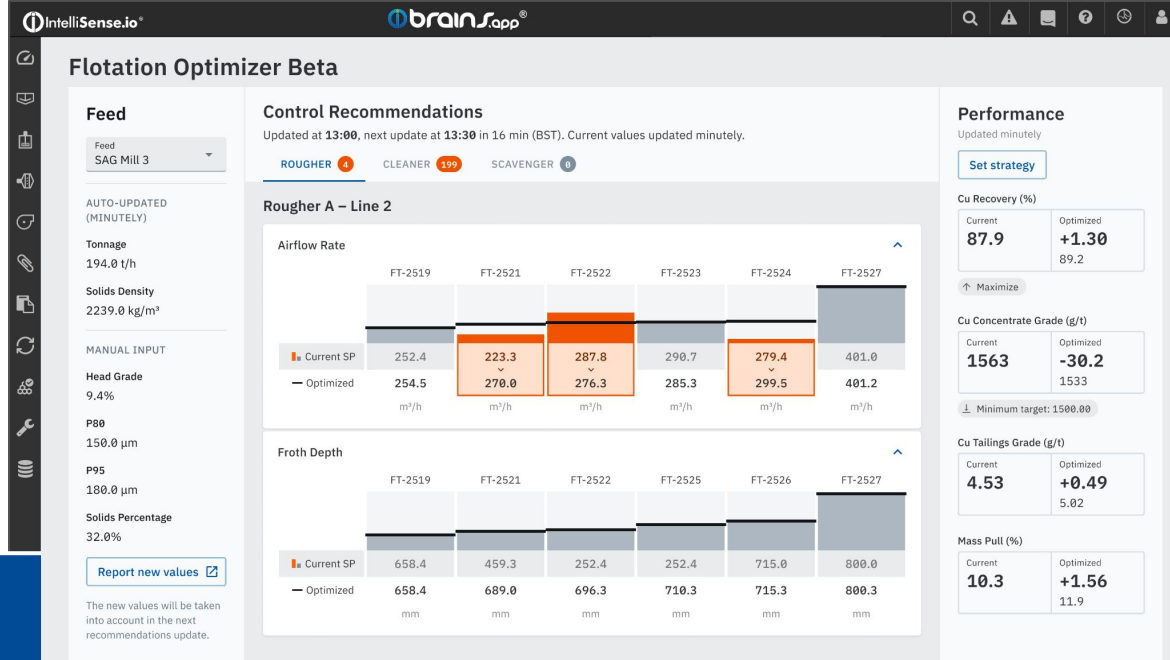 IntelliSense.io®
brains.app®
Flotation Optimizer Beta
Feed
Feed
SAG Mill 3
AUTO-UPDATED
(MINUTELY)
Tonnage
194.0 t/h
Solids Density
2239.0 kg/m³
MANUAL INPUT
Head Grade
9.4%
P80
150.0 µm
P95
180.0 µm
Solids Percentage
32.0%
Report new values
The new values will be taken
into account in the next
recommendations update.
Control Recommendations
Updated at 13:00, next update at 13:30 in 16 min (BST). Current values updated minutely.
ROUGHER 4 CLEANER 199 SCAVENGER 0
Rougher A – Line 2
Airflow Rate
FT-2519 FT-2521 FT-2522 FT-2523 FT-2524 FT-2527
Current SP 252.4 223.3 287.8 290.7 279.4 401.0
Optimized 254.5 270.0 276.3 285.3 299.5 401.2
m³/h m³/h m³/h m³/h m³/h m³/h
Froth Depth
FT-2519 FT-2521 FT-2522 FT-2525 FT-2526 FT-2527
Current SP 658.4 459.3 252.4 252.4 715.0 800.0
Optimized 658.4 689.0 696.3 710.3 715.3 800.3
mm mm mm mm mm mm
Performance
Updated minutely
Set strategy
Cu Recovery (%)
Current Optimized
87.9 +1.30
89.2
Maximize
Cu Concentrate Grade (g/t)
Current Optimized
1563 -30.2
1533
Minimum target: 1500.00
Cu Tailings Grade (g/t)
Current Optimized
4.53 +0.49
5.02
Mass Pull (%)
Current Optimized
10.3 +1.56
11.9